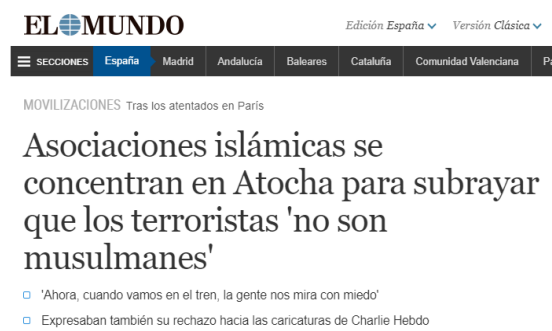 EL MUNDO
Edición España Versión Clásica
SECCIONES España Madrid Andalucía Baleares Cataluña Comunidad Valenciana
MOVILIZACIONES Tras los atentados en París
Asociaciones islámicas se
concentran en Atocha para subrayar
que los terroristas 'no son
musulmanes'
'Ahora, cuando vamos en el tren, la gente nos mira con miedo'
Expresaban también su rechazo hacia las caricaturas de Charlie Hebdo